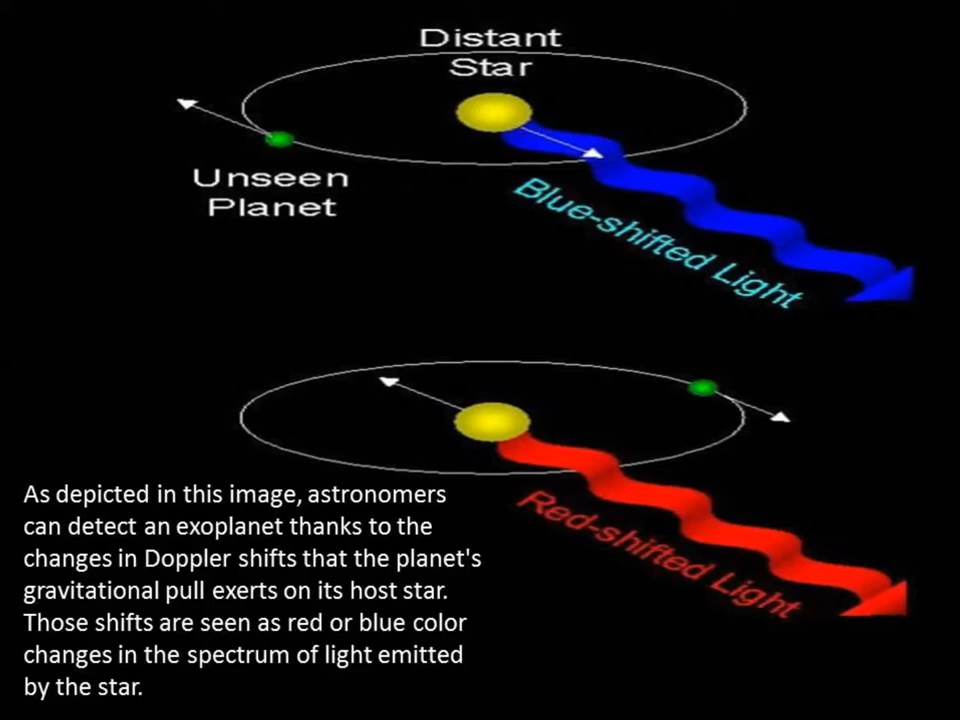 Distant
Star
Unseen
Planet
Blue-shifted Light
Red-shifted Light
As depicted in this image, astronomers
can detect an exoplanet thanks to the
changes in Doppler shifts that the planet's
gravitational pull exerts on its host star.
Those shifts are seen as red or blue color
changes in the spectrum of light emitted
by the star.